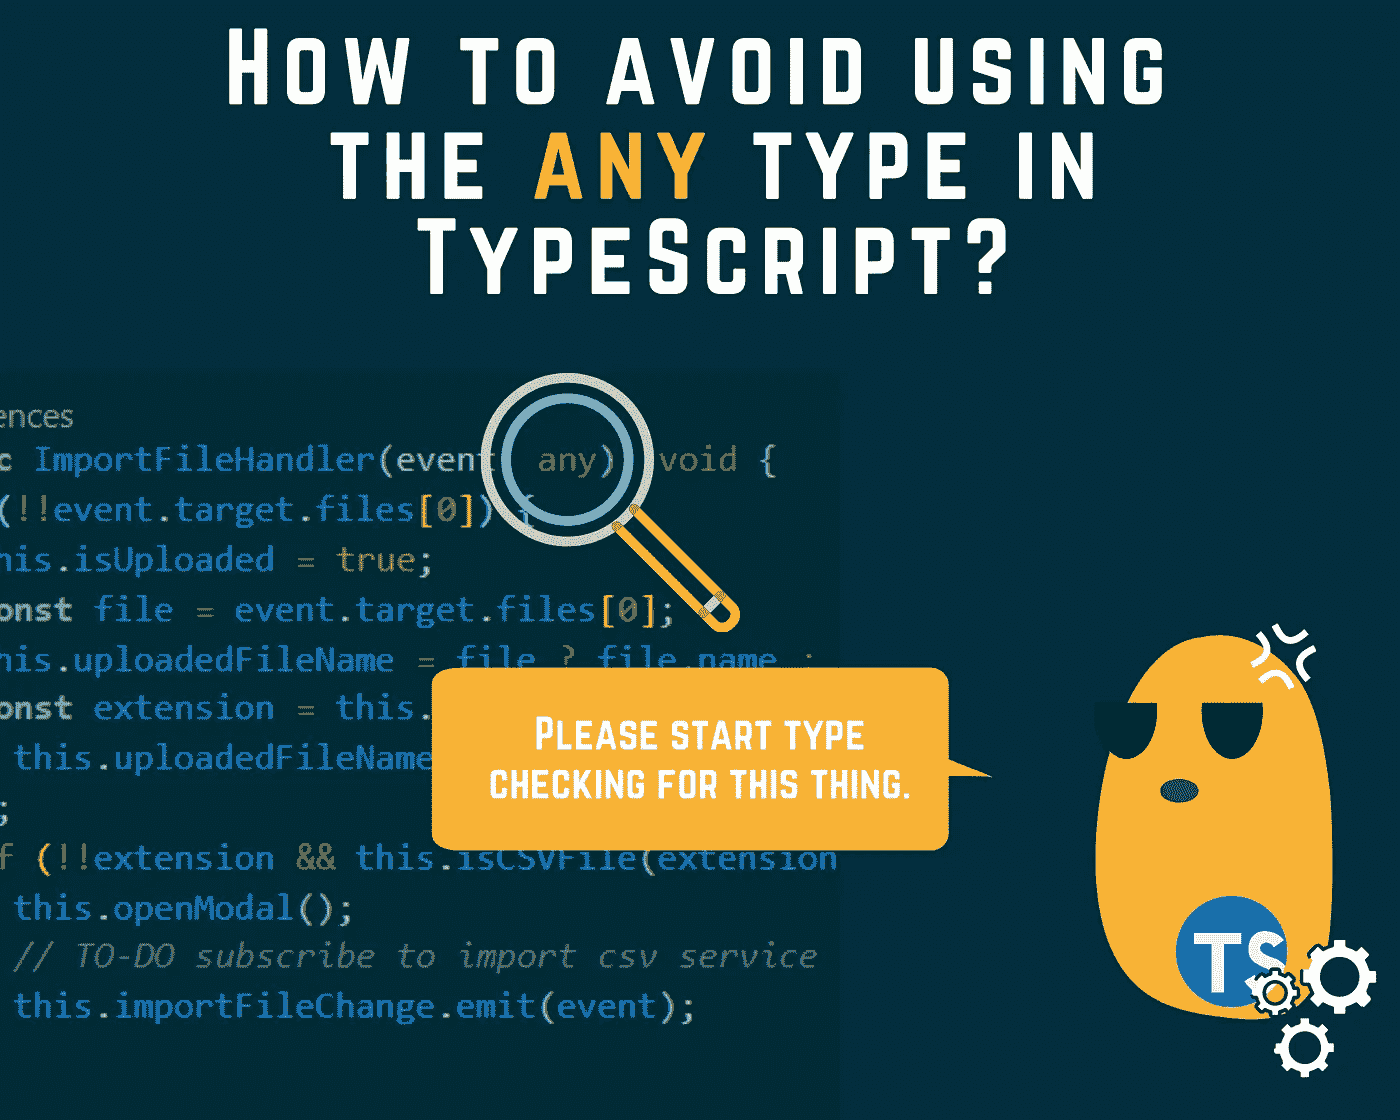 How to avoid using
the any type in
TypeScript?
ences
c ImportFileHandler(event any) void {
(!!event.target.files[0]) {
his.isUploaded = true;
onst file = event.target.files[0];
his.uploadedFileName = file ? file.name :
onst extension = this.
this.uploadedFileName
;
Please start type
checking for this thing.
f (!!extension && this.isCSVFile(extension
this.openModal();
// TO-DO subscribe to import csv service
this.importFileChange.emit(event);
TS